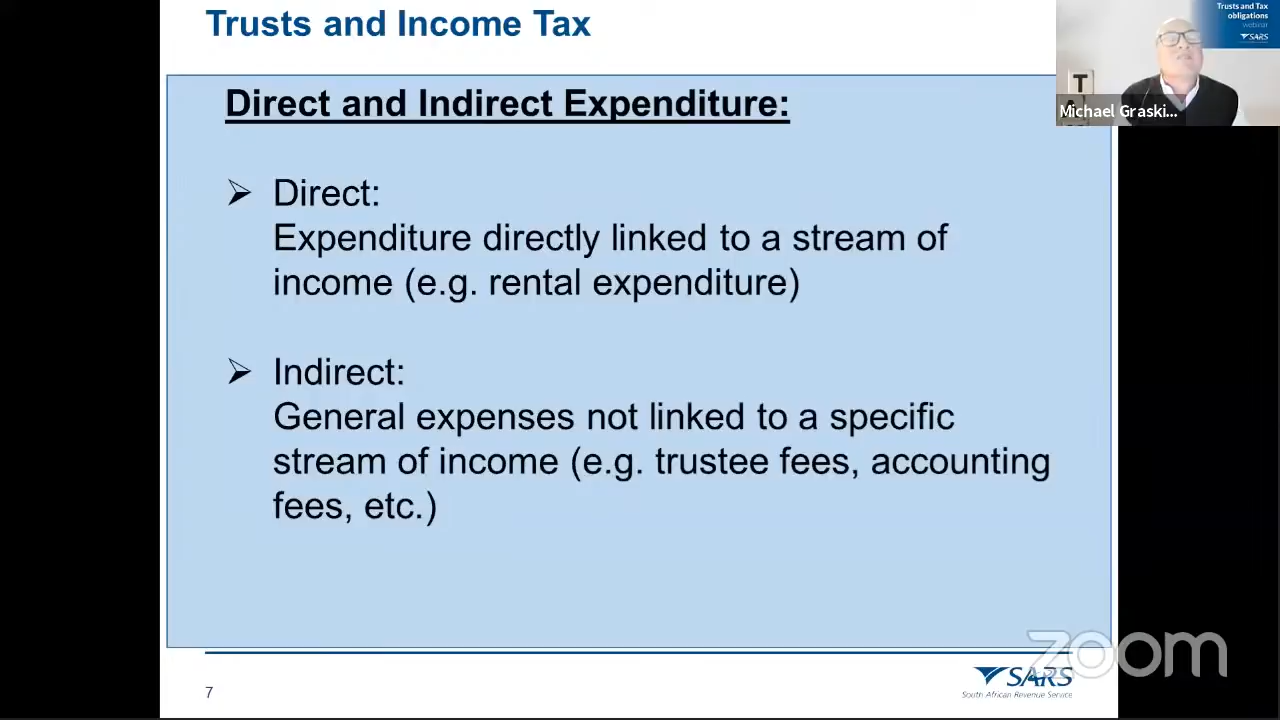 Trusts and Income Tax
Direct and Indirect Expenditure:
➢ Direct:
Expenditure directly linked to a stream of
income (e.g. rental expenditure)
➢ Indirect:
General expenses not linked to a specific
stream of income (e.g. trustee fees, accounting
fees, etc.)
7
SARS
South African Revenue Service
zoom
Trusts and Tax
obligations
webinar
SARS
T
Michael Graski...